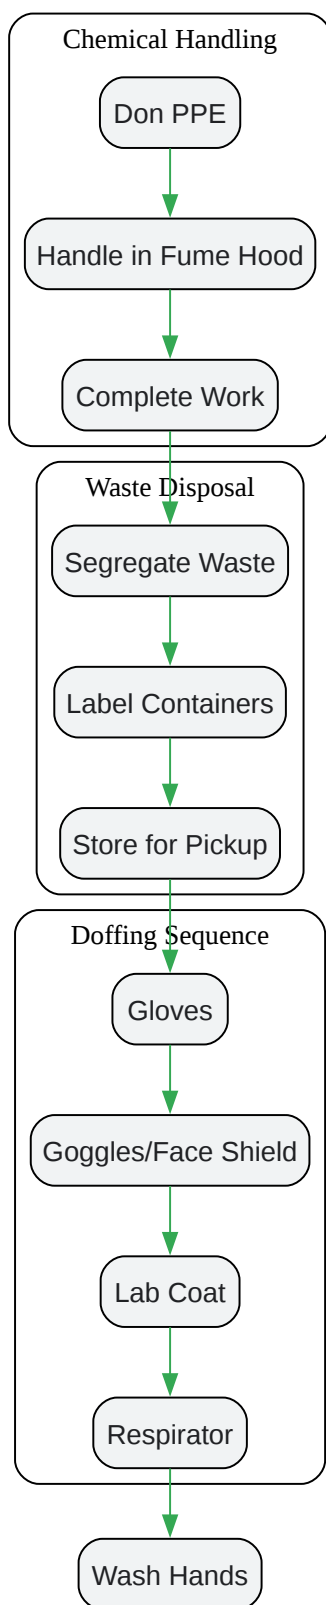 Chemical Handling
Don PPE
Handle in Fume Hood
Complete Work
Waste Disposal
Segregate Waste
Label Containers
Store for Pickup
Doffing Sequence
Gloves
Goggles/Face Shield
Lab Coat
Respirator
Wash Hands